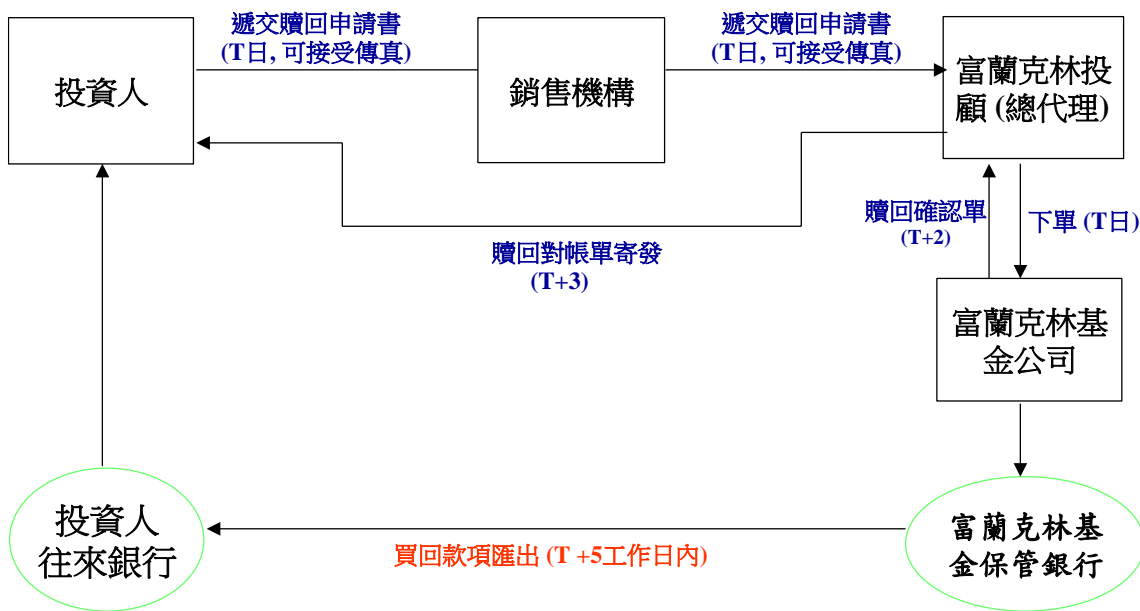 遞交贖回申請書
(T日, 可接受傳真)
遞交贖回申請書
(T日, 可接受傳真)
投資人
銷售機構
富蘭克林投
顧 (總代理)
贖回確認單
(T+2)
下單 (T日)
贖回對帳單寄發
(T+3)
富蘭克林基
金公司
投資人
往來銀行
買回款項匯出 (T +5工作日內)
富蘭克林基
金保管銀行